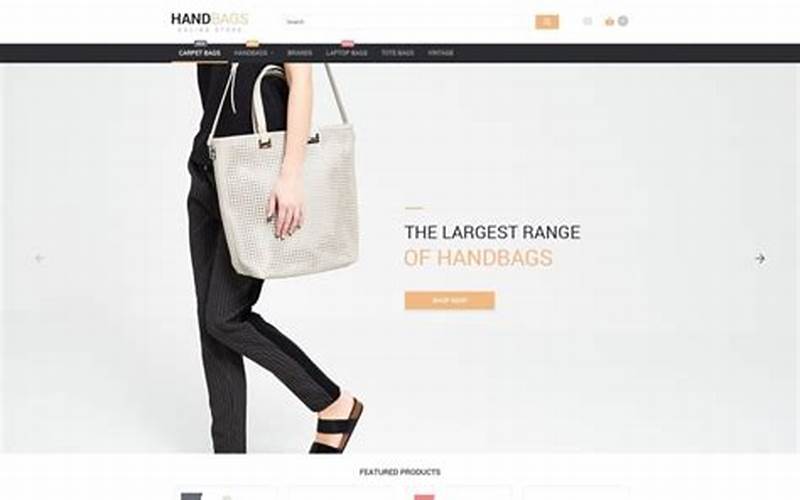 HANDBAGS
ONLINE STORE
Search
CARPET BAGS HANDBAGS BRANDS LAPTOP BAGS TOTE BAGS VINTAGE
THE LARGEST RANGE
OF HANDBAGS
SHOP NOW!
FEATURED PRODUCTS